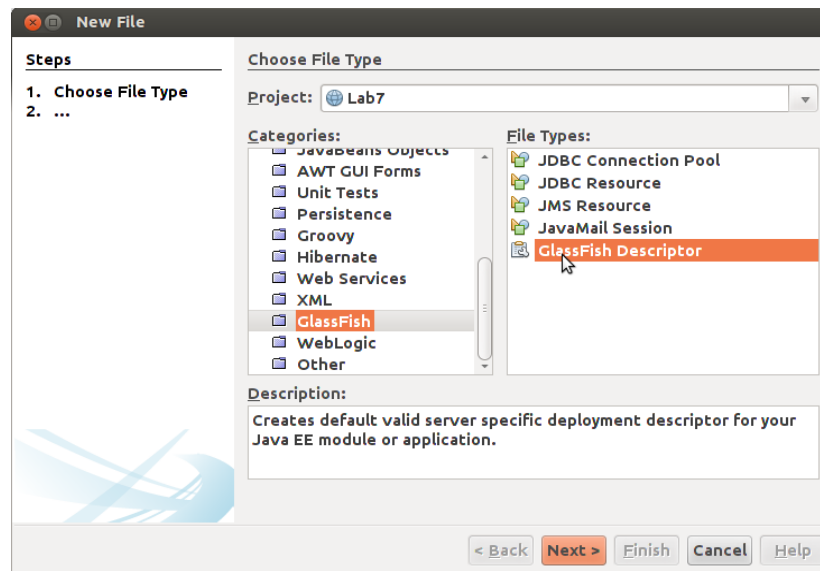 New File
Steps
1. Choose File Type
2. ...
Choose File Type
Project: Lab7
Categories:
JavaBeans Objects
AWT GUI Forms
Unit Tests
Persistence
Groovy
Hibernate
Web Services
XML
GlassFish
WebLogic
Other
File Types:
JDBC Connection Pool
JDBC Resource
JMS Resource
JavaMail Session
GlassFish Descriptor
Description:
Creates default valid server specific deployment descriptor for your
Java EE module or application.
< Back Next > Finish Cancel Help